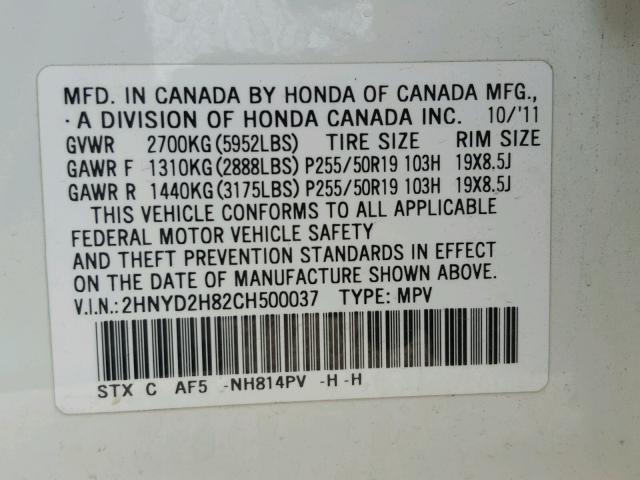 MFD. IN CANADA BY HONDA OF CANADA MFG.,
· A DIVISION OF HONDA CANADA INC. 10/'11
GVWR 2700KG(5952LBS) TIRE SIZE RIM SIZE
GAWR F 1310KG(2888LBS) P255/50R19 103H 19X8.5J
GAWR R 1440KG(3175LBS) P255/50R19 103H 19X8.5J
THIS VEHICLE CONFORMS TO ALL APPLICABLE
FEDERAL MOTOR VEHICLE SAFETY
AND THEFT PREVENTION STANDARDS IN EFFECT
ON THE DATE OF MANUFACTURE SHOWN ABOVE.
V.I.N.:2HNYD2H82CH500037 TYPE: MPV
STX C AF5 -NH814PV -H -H